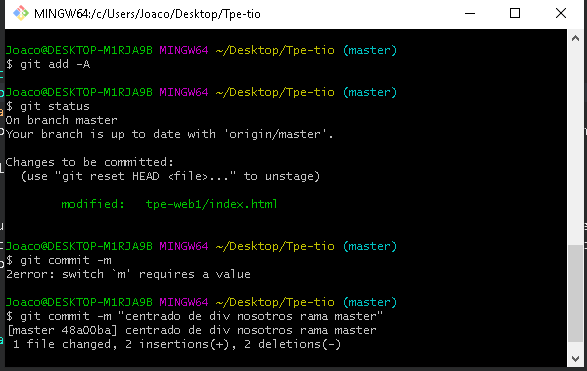 MINGW64:/c/Users/Joaco/Desktop/Tpe-tio
Joaco@DESKTOP-M1RJA9B MINGW64 ~/Desktop/Tpe-tio (master)
$ git add -A
Joaco@DESKTOP-M1RJA9B MINGW64 ~/Desktop/Tpe-tio (master)
$ git status
On branch master
Your branch is up to date with 'origin/master'.
Changes to be committed:
(use "git reset HEAD <file>..." to unstage)
modified: tpe-web1/index.html
Joaco@DESKTOP-M1RJA9B MINGW64 ~/Desktop/Tpe-tio (master)
$ git commit -m
2error: switch `m' requires a value
Joaco@DESKTOP-M1RJA9B MINGW64 ~/Desktop/Tpe-tio (master)
$ git commit -m "centrado de div nosotros rama master"
[master 48a00ba] centrado de div nosotros rama master
1 file changed, 2 insertions(+), 2 deletions(-)